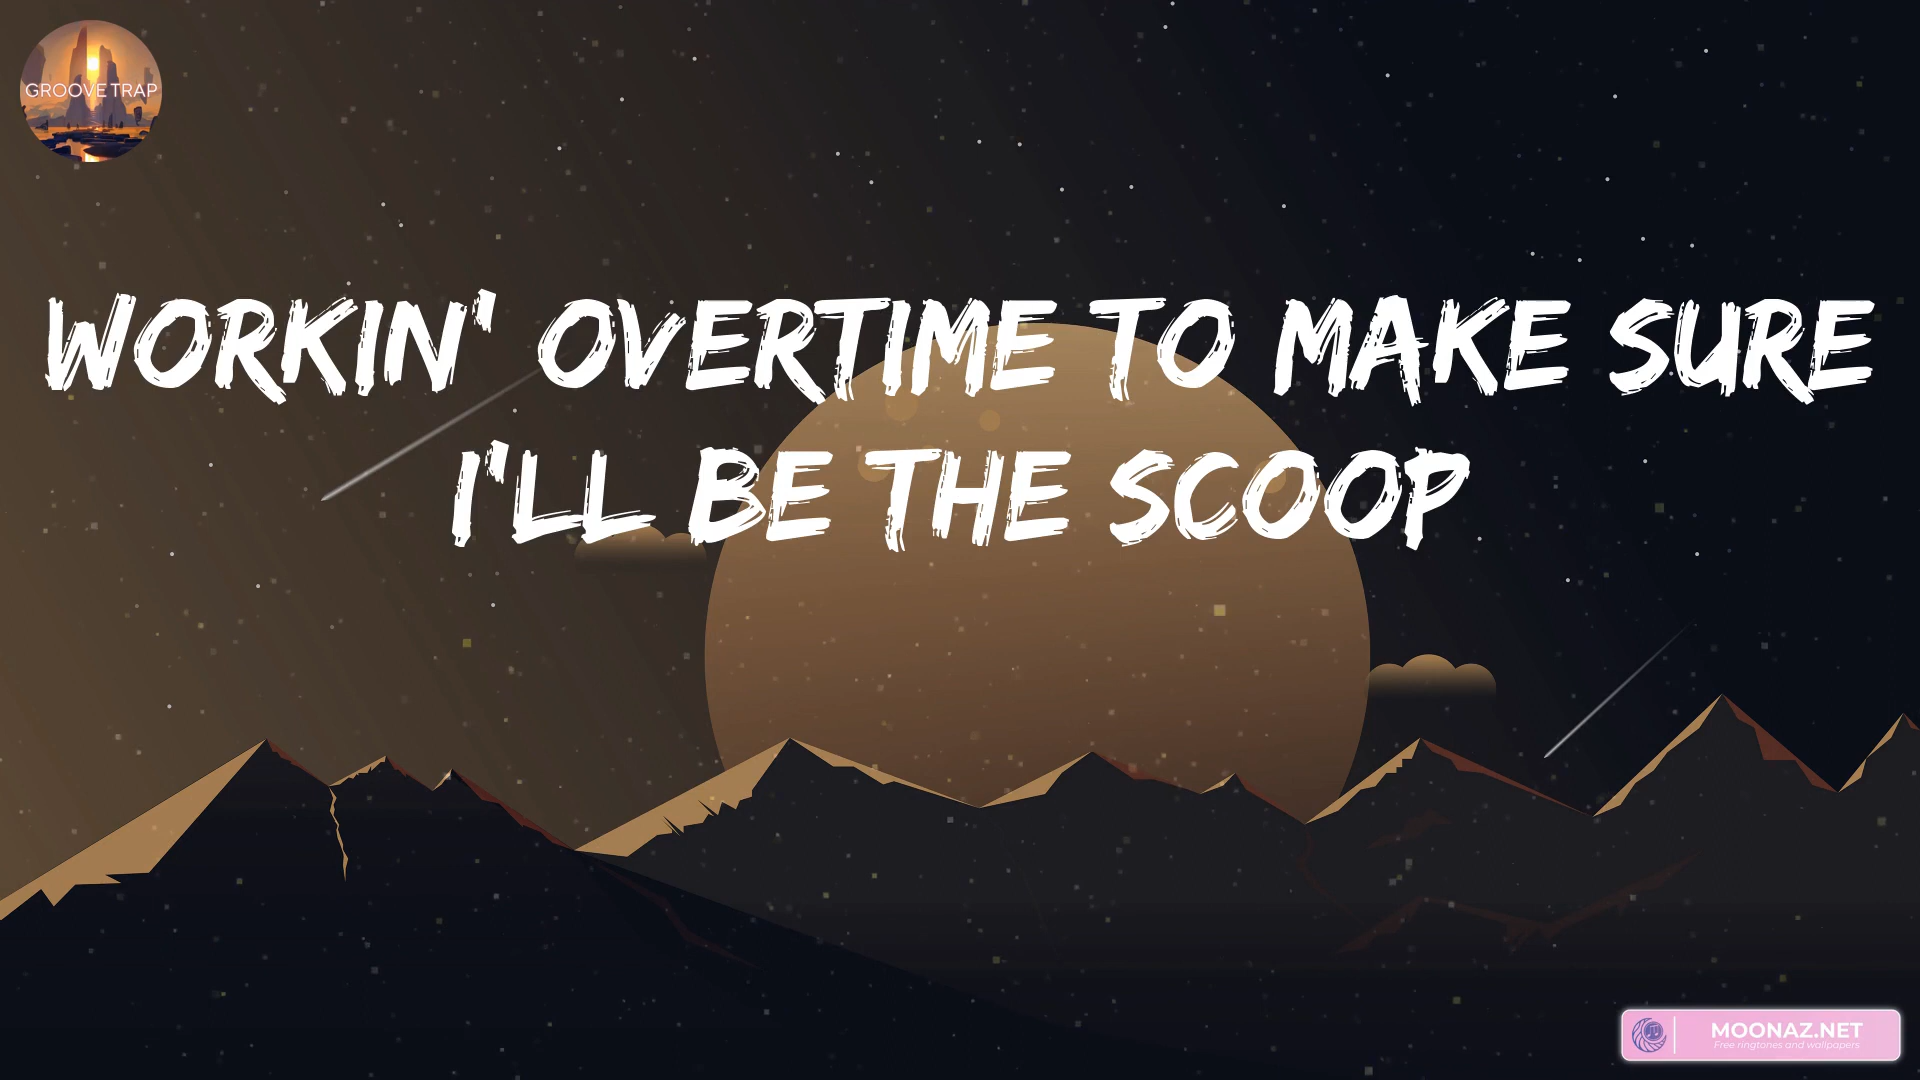 GROOVE TRAP
WORKIN' OVERTIME TO MAKE SURE
I'LL BE THE SCOOP
MOONAZ.NET
Free ringtones and wallpapers